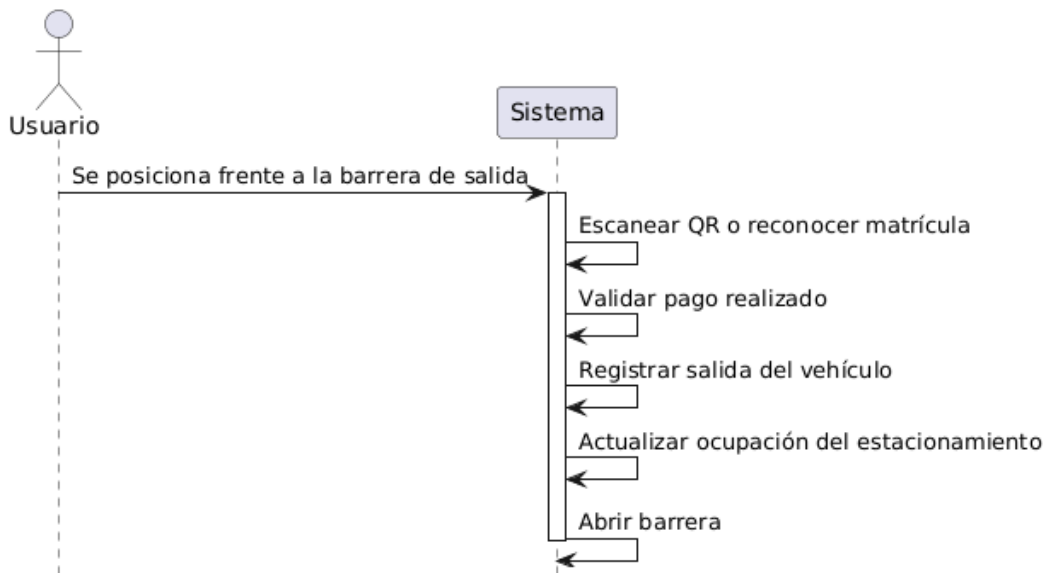 Usuario
Sistema
Se posiciona frente a la barrera de salida
Escanear QR o reconocer matrícula
Validar pago realizado
Registrar salida del vehículo
Actualizar ocupación del estacionamiento
Abrir barrera